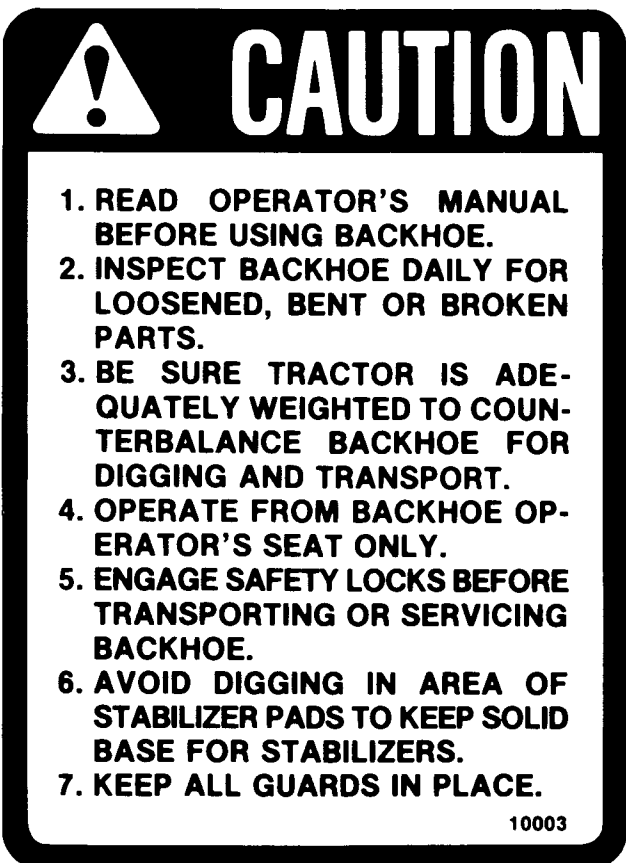 CAUTION
1. READ OPERATOR'S MANUAL
BEFORE USING BACKHOE.
2. INSPECT BACKHOE DAILY FOR
LOOSENED, BENT OR BROKEN
PARTS.
3. BE SURE TRACTOR IS ADE-
QUATELY WEIGHTED TO COUN-
TERBALANCE BACKHOE FOR
DIGGING AND TRANSPORT.
4. OPERATE FROM BACKHOE OP-
ERATOR'S SEAT ONLY.
5. ENGAGE SAFETY LOCKS BEFORE
TRANSPORTING OR SERVICING
BACKHOE.
6. AVOID DIGGING IN AREA OF
STABILIZER PADS TO KEEP SOLID
BASE FOR STABILIZERS.
7. KEEP ALL GUARDS IN PLACE.
10003